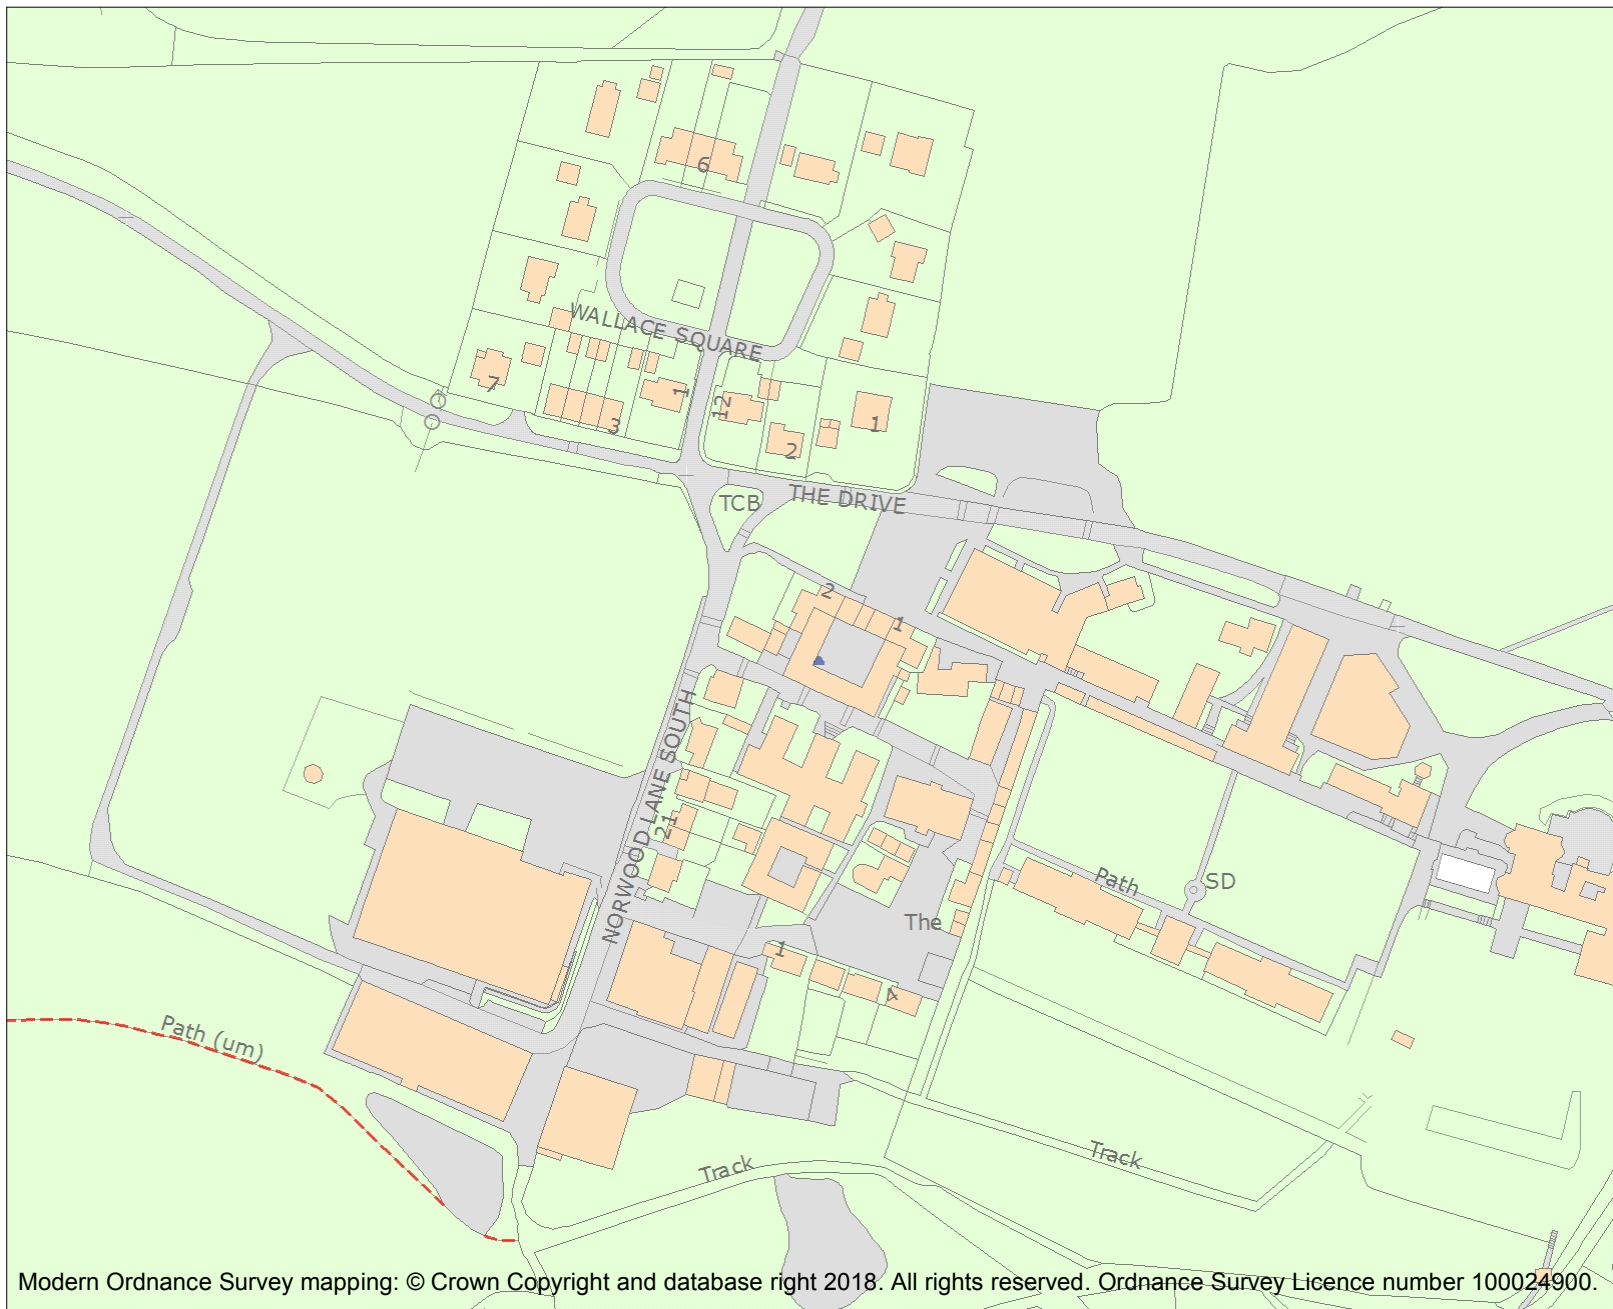 6
WALLACE SQUARE
7
3
1
12
2
1
TCB
THE DRIVE
2
1
NORWOOD LANE SOUTH
21
Path
SD
The
1
4
Path (um)
Track
Track
Modern Ordnance Survey mapping: © Crown Copyright and database right 2018. All rights reserved. Ordnance Survey Licence number 100024900.